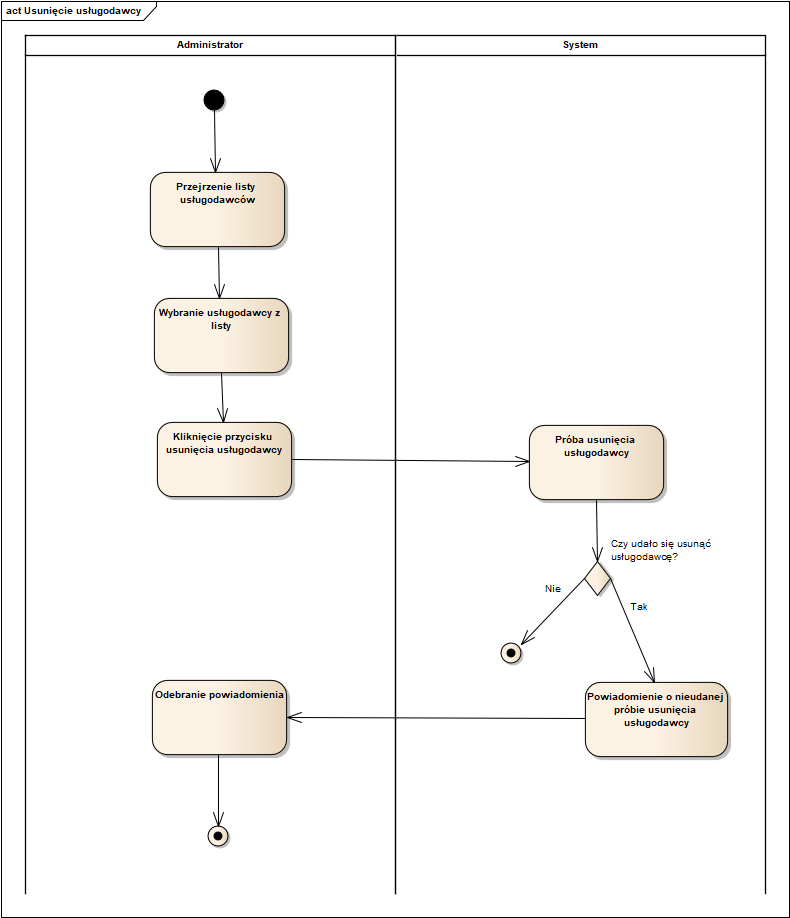 act Usunięcie usługodawcy
Administrator
System
Przejrzenie listy
usługodawców
Wybranie usługodawcy z
listy
Kliknięcie przycisku
usunięcia usługodawcy
Próba usunięcia
usługodawcy
Czy udało się usunąć
usługodawcę?
Nie
Tak
Odebranie powiadomienia
Powiadomienie o nieudanej
próbie usunięcia
usługodawcy